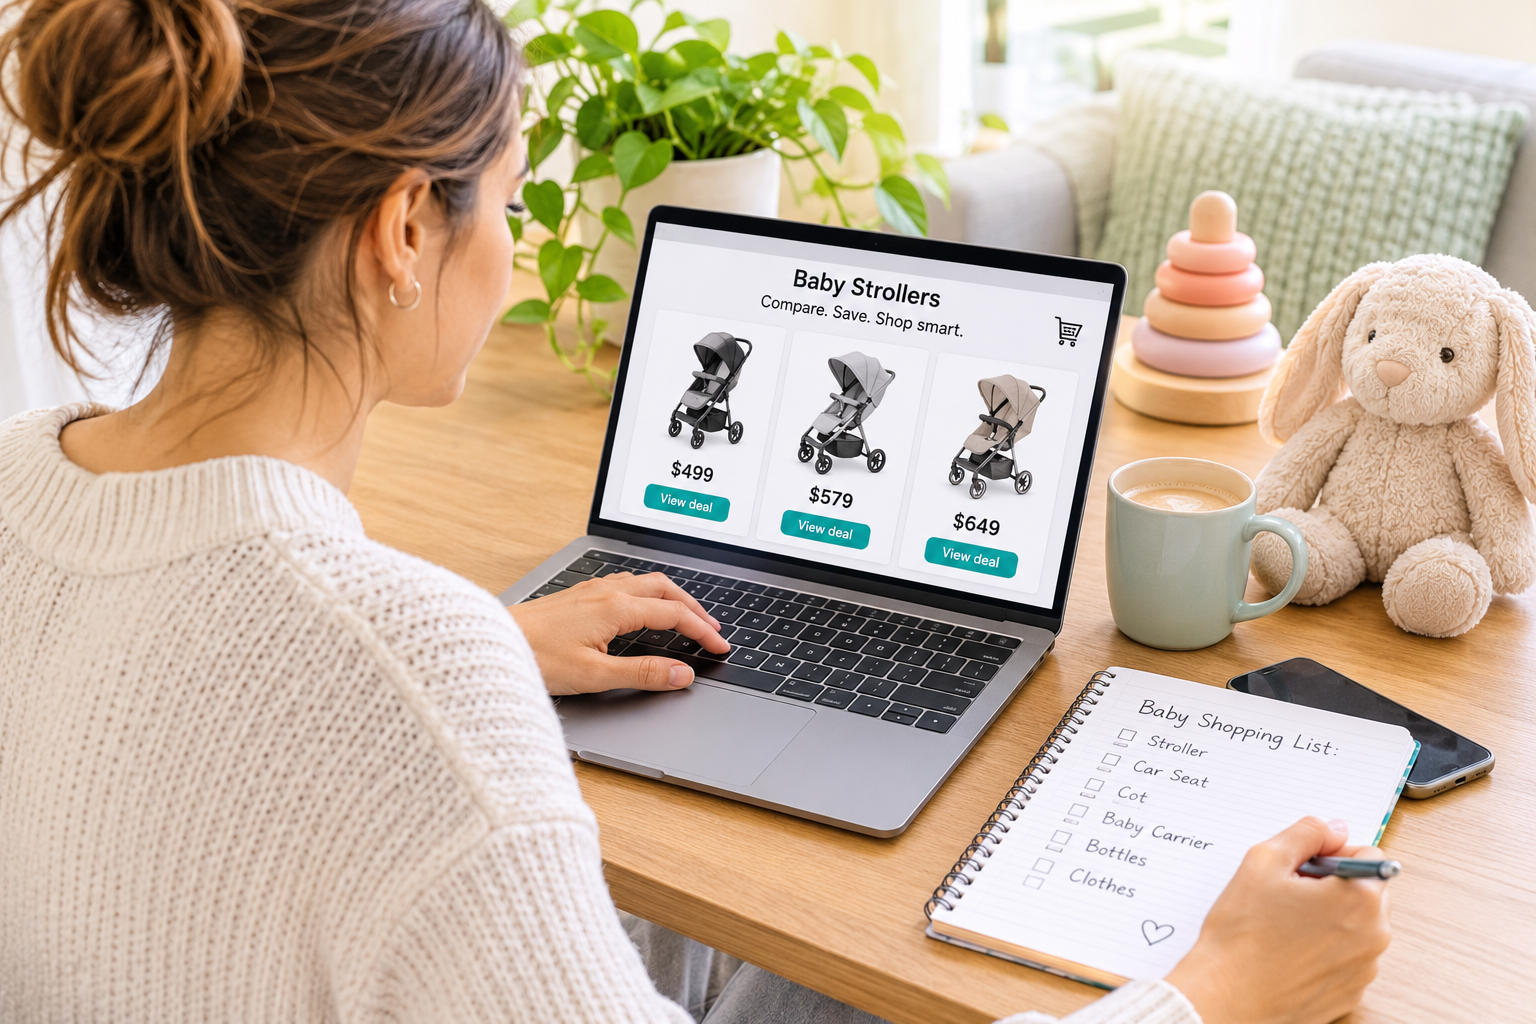 Baby Strollers
Compare. Save. Shop smart.
$499
View deal
$579
View deal
$649
View deal
Baby Shopping List:
Stroller
Car Seat
Cot
Baby Carrier
Bottles
Clothes